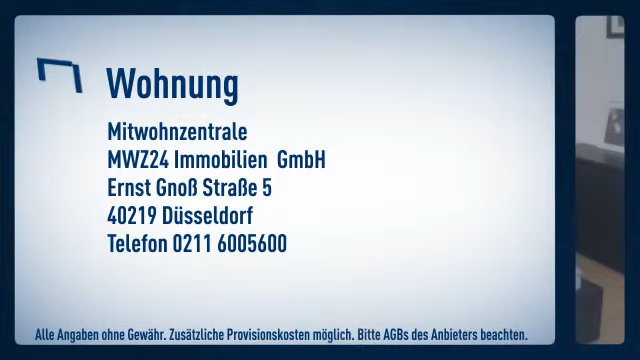 Wohnung
Mitwohnzentrale
MWZ24 Immobilien GmbH
Ernst Gnoß Straße 5
40219 Düsseldorf
Telefon 0211 6005600
Alle Angaben ohne Gewähr. Zusätzliche Provisionskosten möglich. Bitte AGBs des Anbieters beachten.